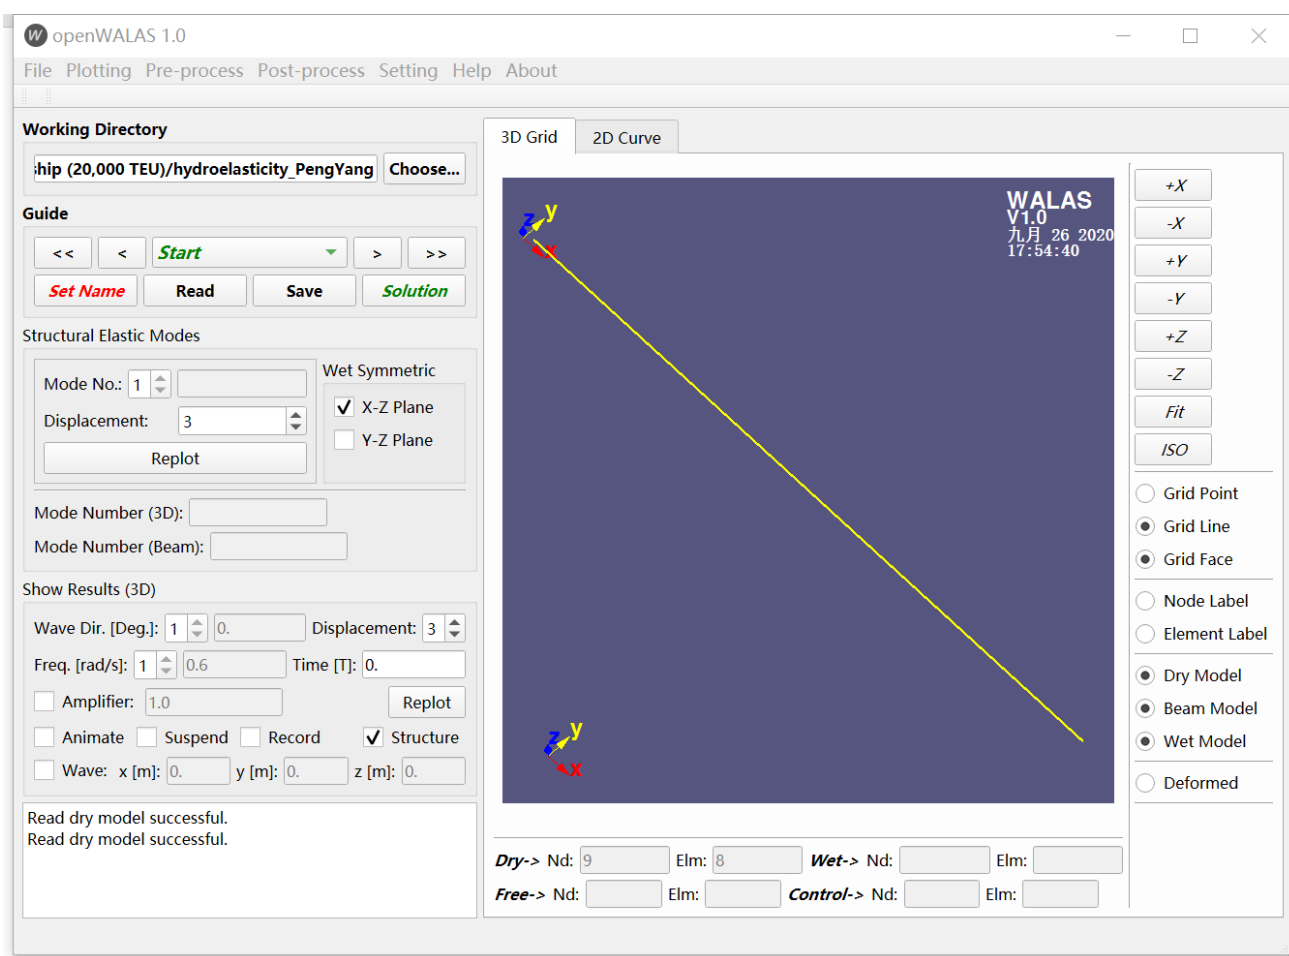 openWALAS 1.0
File Plotting Pre-process Post-process Setting Help About
Working Directory
ship (20,000 TEU)/hydroelasticity_PengYang Choose...
Guide
<< < Start > >>
Set Name Read Save Solution
Structural Elastic Modes
Mode No.: 1
Displacement: 3
Replot
Wet Symmetric
X-Z Plane
Y-Z Plane
Mode Number (3D):
Mode Number (Beam):
Show Results (3D)
Wave Dir. [Deg.]: 1 0. Displacement: 3
Freq. [rad/s]: 1 0.6 Time [T]: 0.
Amplifier: 1.0 Replot
Animate Suspend Record Structure
Wave: x [m]: 0. y [m]: 0. z [m]: 0.
Read dry model successful.
Read dry model successful.
3D Grid 2D Curve
WALAS
V1.0
九月 26 2020
17:54:40
z y
x
z y
x
+X
-X
+Y
-Y
+Z
-Z
Fit
ISO
Grid Point
Grid Line
Grid Face
Node Label
Element Label
Dry Model
Beam Model
Wet Model
Deformed
Dry-> Nd: 9 Elm: 8 Wet-> Nd: Elm:
Free-> Nd: Elm: Control-> Nd: Elm: